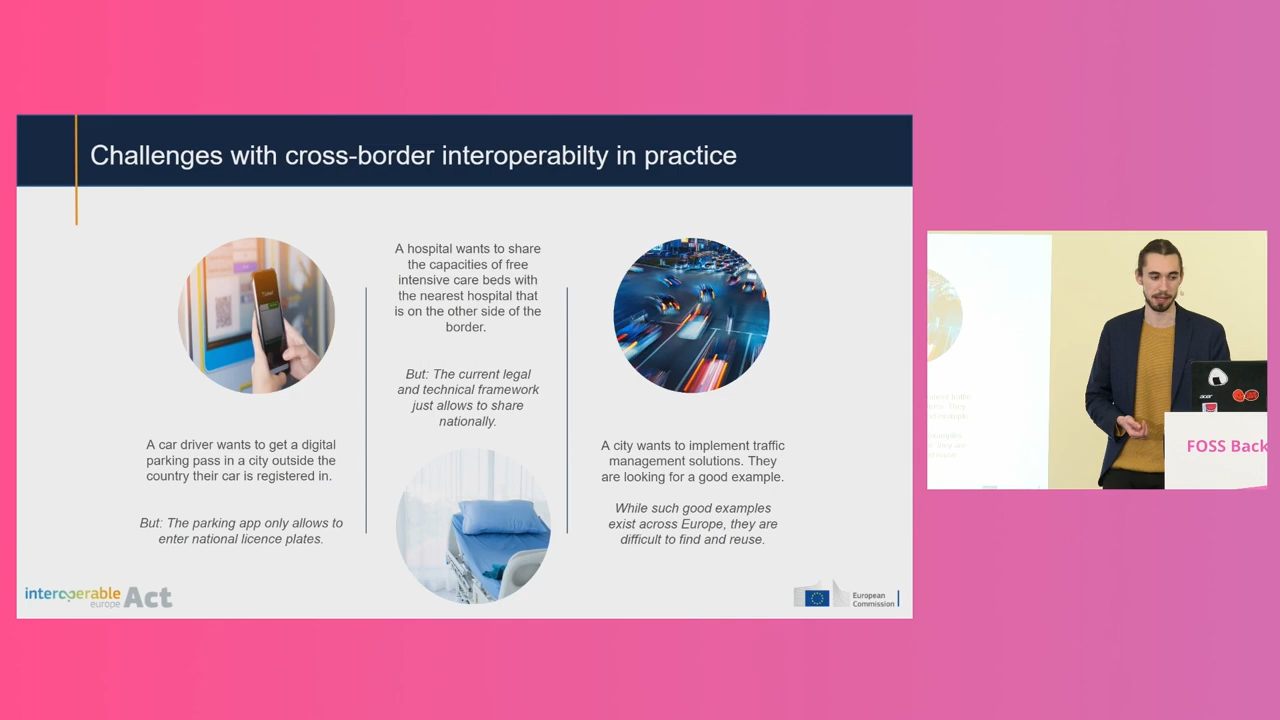 Challenges with cross-border interoperabilty in practice
A car driver wants to get a digital
parking pass in a city outside the
country their car is registered in.
But: The parking app only allows to
enter national licence plates.
A hospital wants to share
the capacities of free
intensive care beds with
the nearest hospital that
is on the other side of the
border.
But: The current legal
and technical framework
just allows to share
nationally.
A city wants to implement traffic
management solutions. They
are looking for a good example.
While such good examples
exist across Europe, they are
difficult to find and reuse.
interoperable
europe
Act
European
Commission
acer
FOSS Back